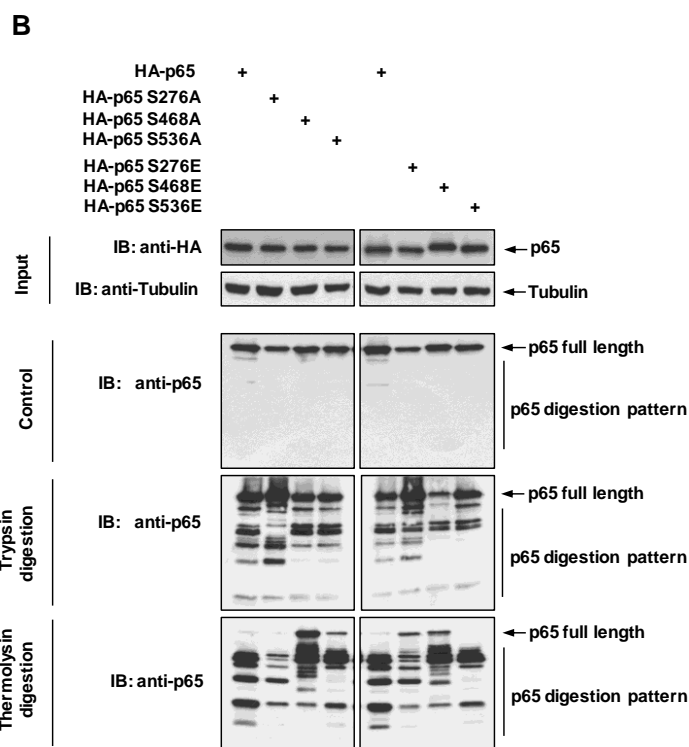 B
HA-p65 + +
HA-p65 S276A +
HA-p65 S468A +
HA-p65 S536A +
HA-p65 S276E +
HA-p65 S468E +
HA-p65 S536E +
Input
IB: anti-HA
p65
IB: anti-Tubulin
Tubulin
Control
IB: anti-p65
p65 full length
p65 digestion pattern
Trypsin
digestion
IB: anti-p65
p65 full length
p65 digestion pattern
Thermolysin
digestion
IB: anti-p65
p65 full length
p65 digestion pattern